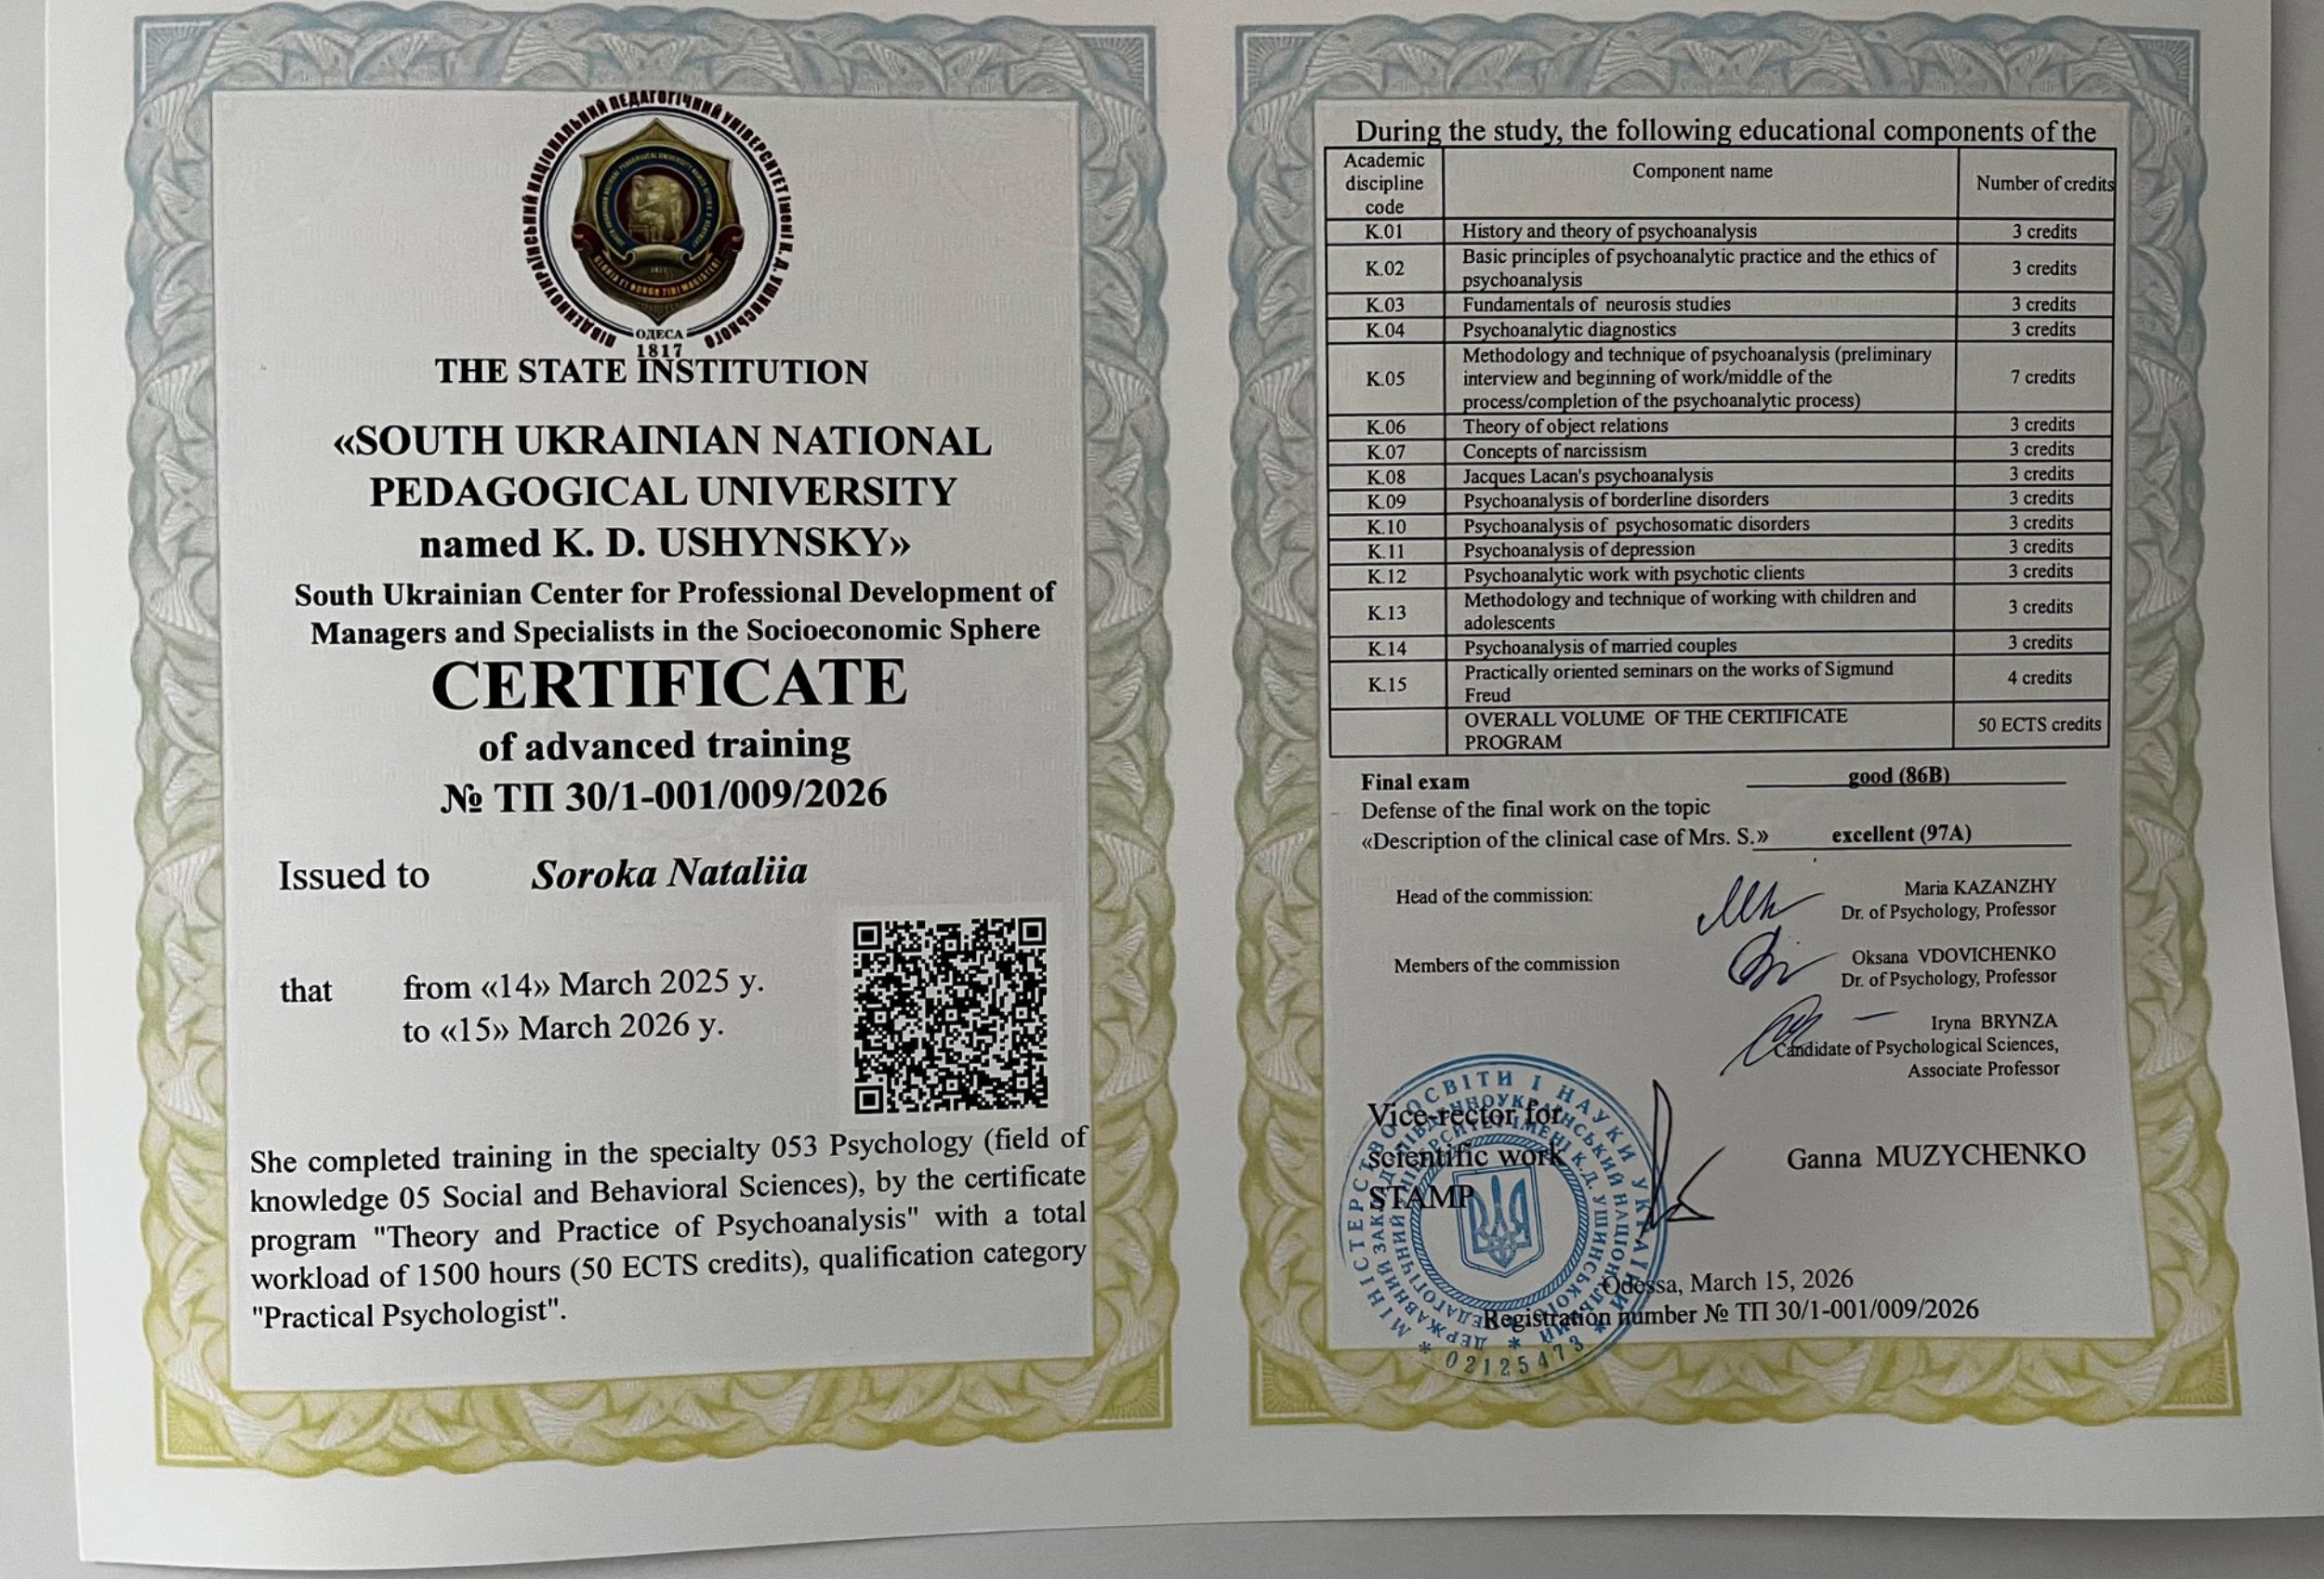 ПІВДЕННОУКРАЇНСЬКИЙ НАЦІОНАЛЬНИЙ ПЕДАГОГІЧНИЙ УНІВЕРСИТЕТ ІМЕНІ К. Д. УШИНСЬКОГО
ОДЕСА
1817
THE STATE INSTITUTION
«SOUTH UKRAINIAN NATIONAL
PEDAGOGICAL UNIVERSITY
named K. D. USHYNSKY»
South Ukrainian Center for Professional Development of
Managers and Specialists in the Socioeconomic Sphere
CERTIFICATE
of advanced training
№ ТП 30/1-001/009/2026
Issued to Soroka Nataliia
that from «14» March 2025 y.
to «15» March 2026 y.
She completed training in the specialty 053 Psychology (field of
knowledge 05 Social and Behavioral Sciences), by the certificate
program "Theory and Practice of Psychoanalysis" with a total
workload of 1500 hours (50 ECTS credits), qualification category
"Practical Psychologist".
During the study, the following educational components of the
Academic discipline code Component name Number of credits
K.01 History and theory of psychoanalysis 3 credits
K.02 Basic principles of psychoanalytic practice and the ethics of
psychoanalysis 3 credits
K.03 Fundamentals of neurosis studies 3 credits
K.04 Psychoanalytic diagnostics 3 credits
K.05 Methodology and technique of psychoanalysis (preliminary
interview and beginning of work/middle of the
process/completion of the psychoanalytic process) 7 credits
K.06 Theory of object relations 3 credits
K.07 Concepts of narcissism 3 credits
K.08 Jacques Lacan's psychoanalysis 3 credits
K.09 Psychoanalysis of borderline disorders 3 credits
K.10 Psychoanalysis of psychosomatic disorders 3 credits
K.11 Psychoanalysis of depression 3 credits
K.12 Psychoanalytic work with psychotic clients 3 credits
K.13 Methodology and technique of working with children and
adolescents 3 credits
K.14 Psychoanalysis of married couples 3 credits
K.15 Practically oriented seminars on the works of Sigmund
Freud 4 credits
OVERALL VOLUME OF THE CERTIFICATE
PROGRAM 50 ECTS credits
Final exam good (86B)
Defense of the final work on the topic
«Description of the clinical case of Mrs. S.» excellent (97A)
Head of the commission: Maria KAZANZHY
Dr. of Psychology, Professor
Members of the commission Oksana VDOVICHENKO
Dr. of Psychology, Professor
Iryna BRYNZA
Candidate of Psychological Sciences,
Associate Professor
Vice-rector for
scientific work Ganna MUZYCHENKO
STAMP
Odessa, March 15, 2026
Registration number № ТП 30/1-001/009/2026
МІНІСТЕРСТВО ОСВІТИ І НАУКИ УКРАЇНИ
* 02125473 *